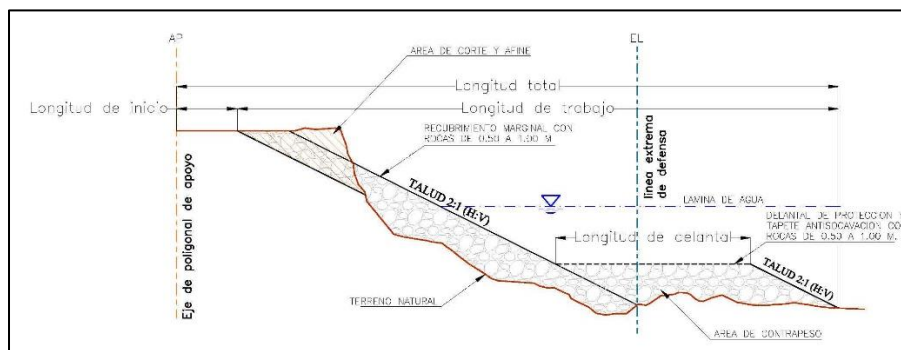 AP
EL
AREA DE CORTE Y AFINE
Longitud total
Longitud de inicio
Longitud de trabajo
RECUBRIMIENTO MARGINAL CON
ROCAS DE 0.50 A 1.00 M
línea extrema
de defensa
TALUD 2:1 (H:V)
LAMINA DE AGUA
DELANTAL DE PROTECCION
TAPETE ANTISOCAVACION CO
ROCAS DE 0.50 A 1.00 M.
Longitud de celantal
TALUD 2:1 (H:V)
Eje de poligonal de apoyo
TERRENO NATURAL
AREA DE CONTRAPESO